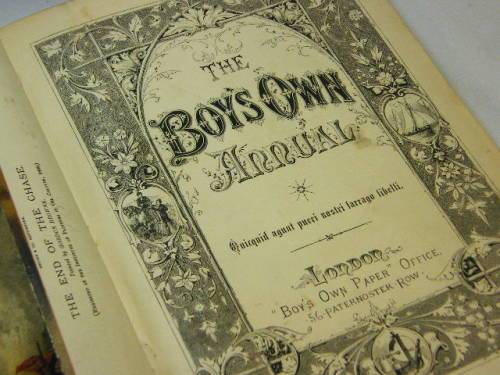 THE END OF THE CHASE
THE
BOY'S OWN
ANNUAL
Quicquid agunt pueri nostri farrago libelli.
LONDON
"BOY'S OWN PAPER" OFFICE,
56, PATERNOSTER ROW